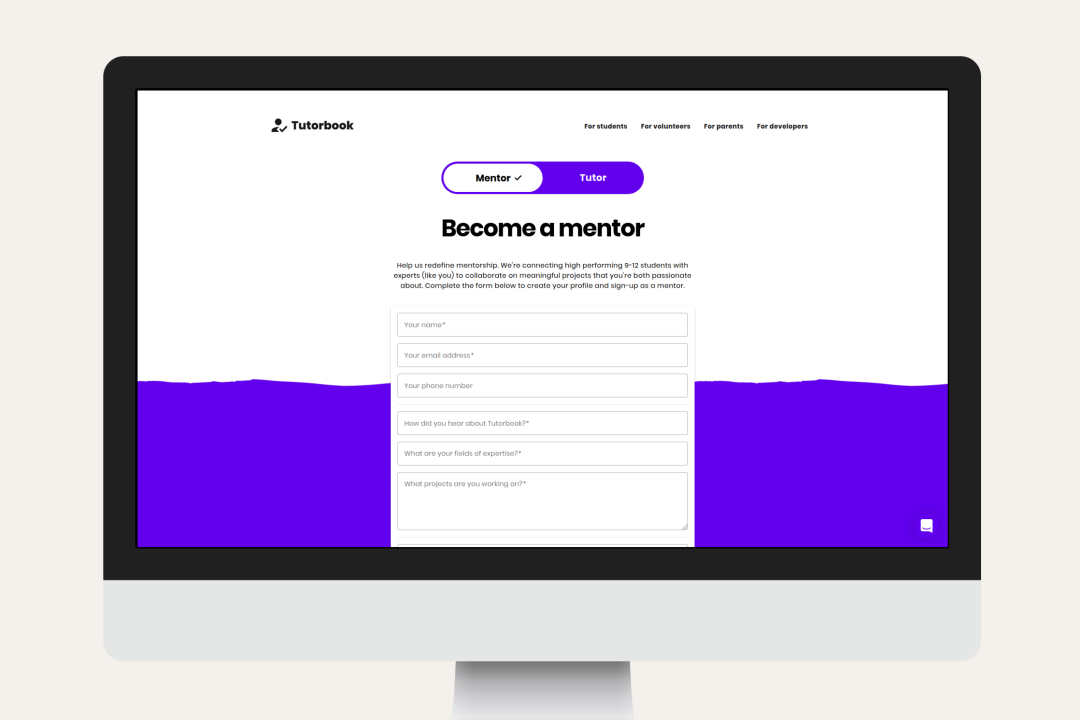 Tutorbook
For students For volunteers For parents For developers
Mentor Tutor
Become a mentor
Help us redefine mentorship. We're connecting high performing 9-12 students with
experts (like you) to collaborate on meaningful projects that you're both passionate
about. Complete the form below to create your profile and sign-up as a mentor.
Your name*
Your email address*
Your phone number
How did you hear about Tutorbook?*
What are your fields of expertise?*
What projects are you working on?*